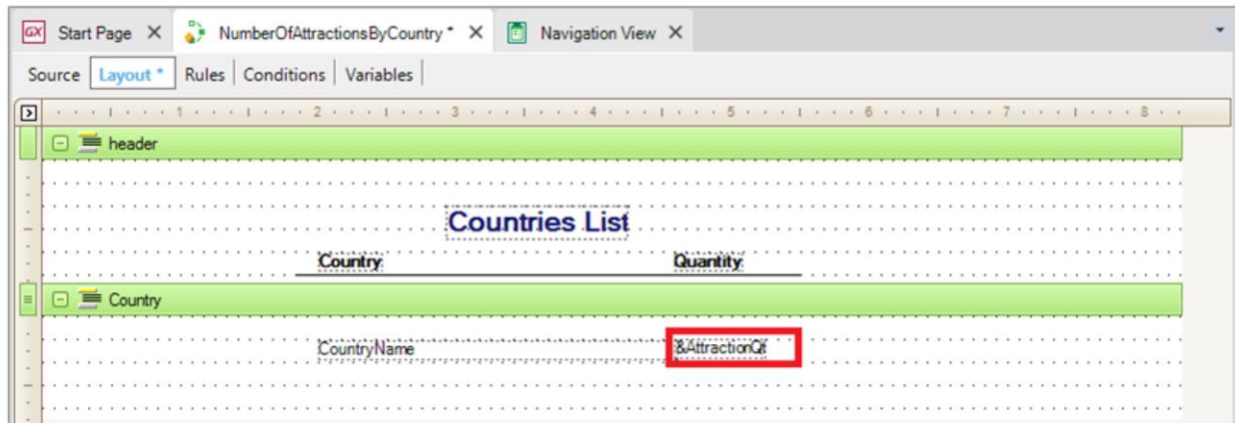 GX Start Page X NumberOfAttractionsByCountry * X Navigation View X
Source Layout * Rules Conditions Variables
1 2 3 4 5 6 7 8
header
Countries List
Country Quantity
Country
CountryName &AttractionQt